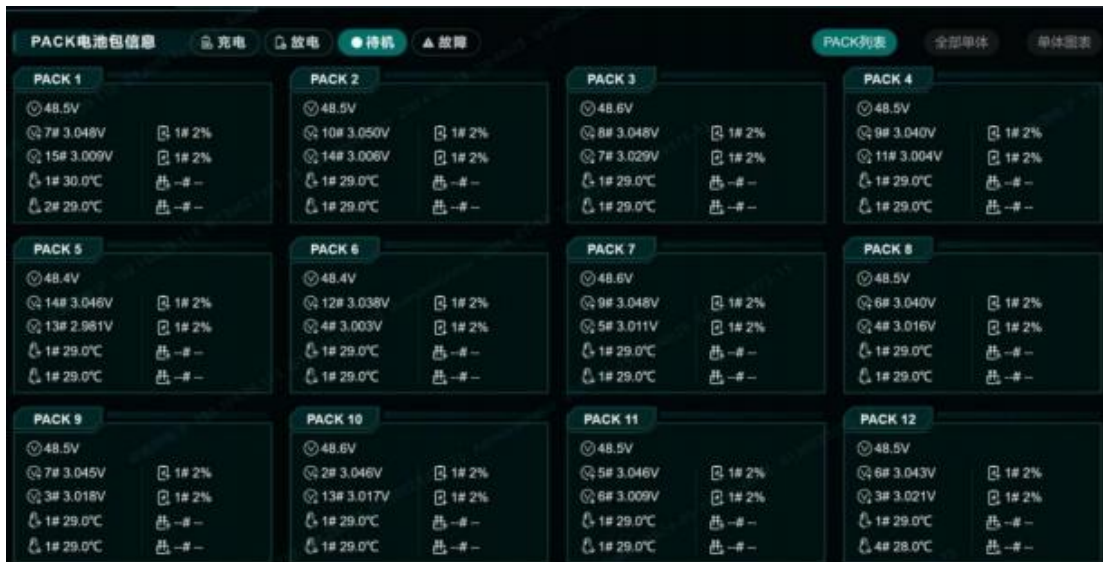 PACK电池包信息 充电 放电 待机 故障 PACK列表 全部单体 单体图表
PACK 1
48.5V
7# 3.048V 1# 2%
15# 3.009V 1# 2%
1# 30.0℃ --# --
2# 29.0℃ --# --
PACK 2
48.5V
10# 3.050V 1# 2%
14# 3.006V 1# 2%
1# 29.0℃ --# --
1# 29.0℃ --# --
PACK 3
48.6V
8# 3.048V 1# 2%
7# 3.029V 1# 2%
1# 29.0℃ --# --
1# 29.0℃ --# --
PACK 4
48.5V
9# 3.040V 1# 2%
11# 3.004V 1# 2%
1# 29.0℃ --# --
1# 29.0℃ --# --
PACK 5
48.4V
14# 3.046V 1# 2%
13# 2.981V 1# 2%
1# 29.0℃ --# --
1# 29.0℃ --# --
PACK 6
48.4V
12# 3.038V 1# 2%
4# 3.003V 1# 2%
1# 29.0℃ --# --
1# 29.0℃ --# --
PACK 7
48.6V
9# 3.048V 1# 2%
5# 3.011V 1# 2%
1# 29.0℃ --# --
1# 29.0℃ --# --
PACK 8
48.5V
6# 3.040V 1# 2%
4# 3.016V 1# 2%
1# 29.0℃ --# --
1# 29.0℃ --# --
PACK 9
48.5V
7# 3.045V 1# 2%
3# 3.018V 1# 2%
1# 29.0℃ --# --
1# 29.0℃ --# --
PACK 10
48.6V
2# 3.046V 1# 2%
13# 3.017V 1# 2%
1# 29.0℃ --# --
1# 29.0℃ --# --
PACK 11
48.5V
5# 3.046V 1# 2%
6# 3.009V 1# 2%
1# 29.0℃ --# --
1# 29.0℃ --# --
PACK 12
48.5V
6# 3.043V 1# 2%
3# 3.021V 1# 2%
1# 29.0℃ --# --
4# 28.0℃ --# --